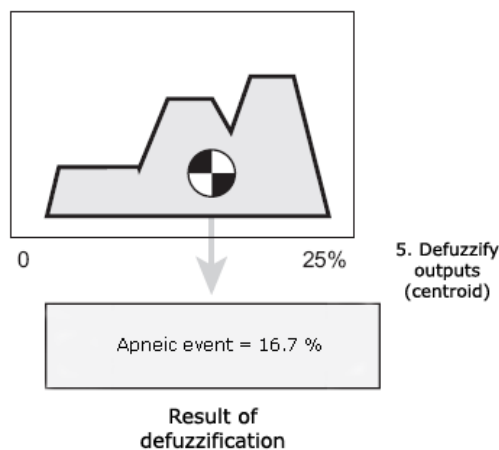 0
25%
5. Defuzzify
outputs
(centroid)
Apneic event = 16.7 %
Result of
defuzzification